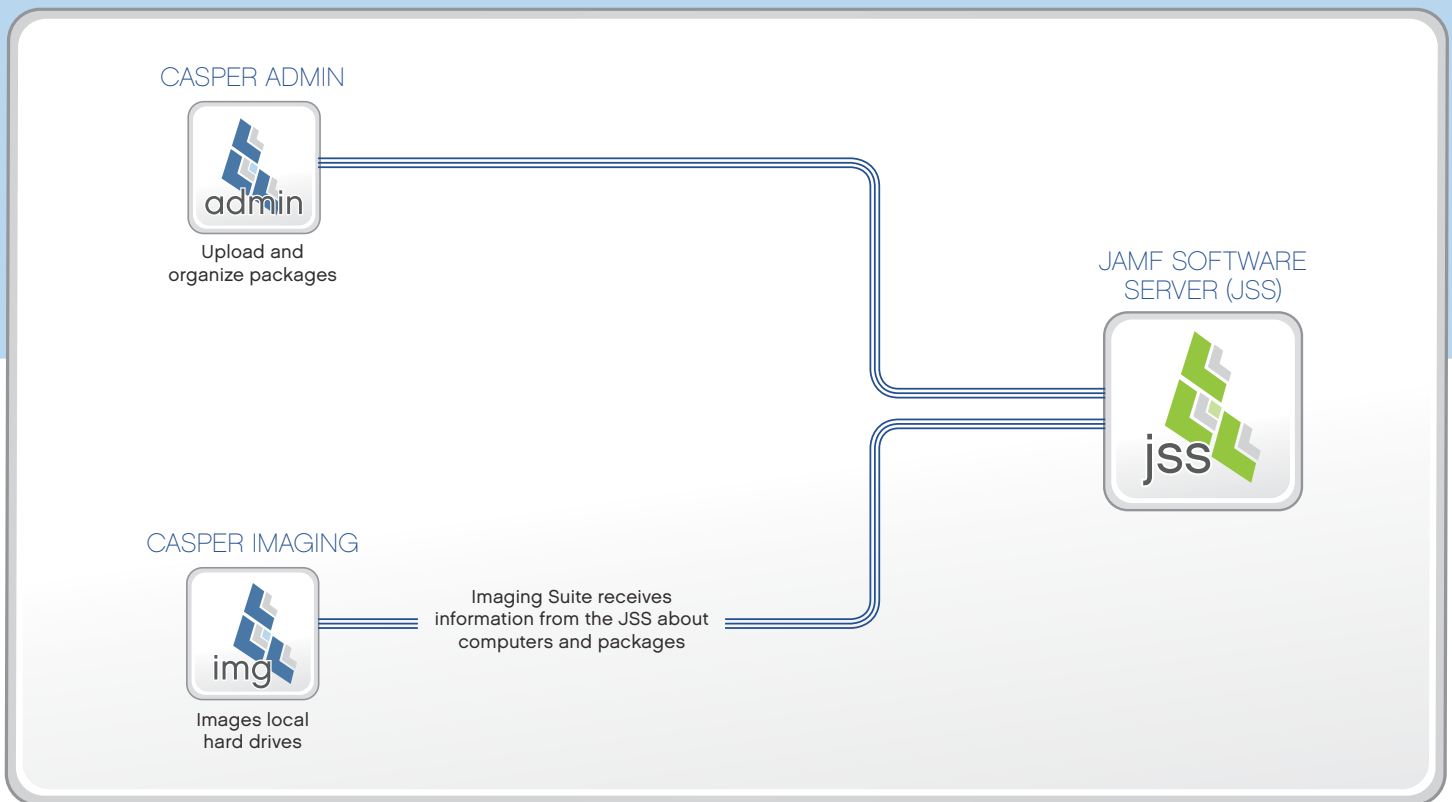 CASPER ADMIN
admin
Upload and
organize packages
JAMF SOFTWARE
SERVER (JSS)
jss
CASPER IMAGING
img
Imaging Suite receives
information from the JSS about
computers and packages
Images local
hard drives